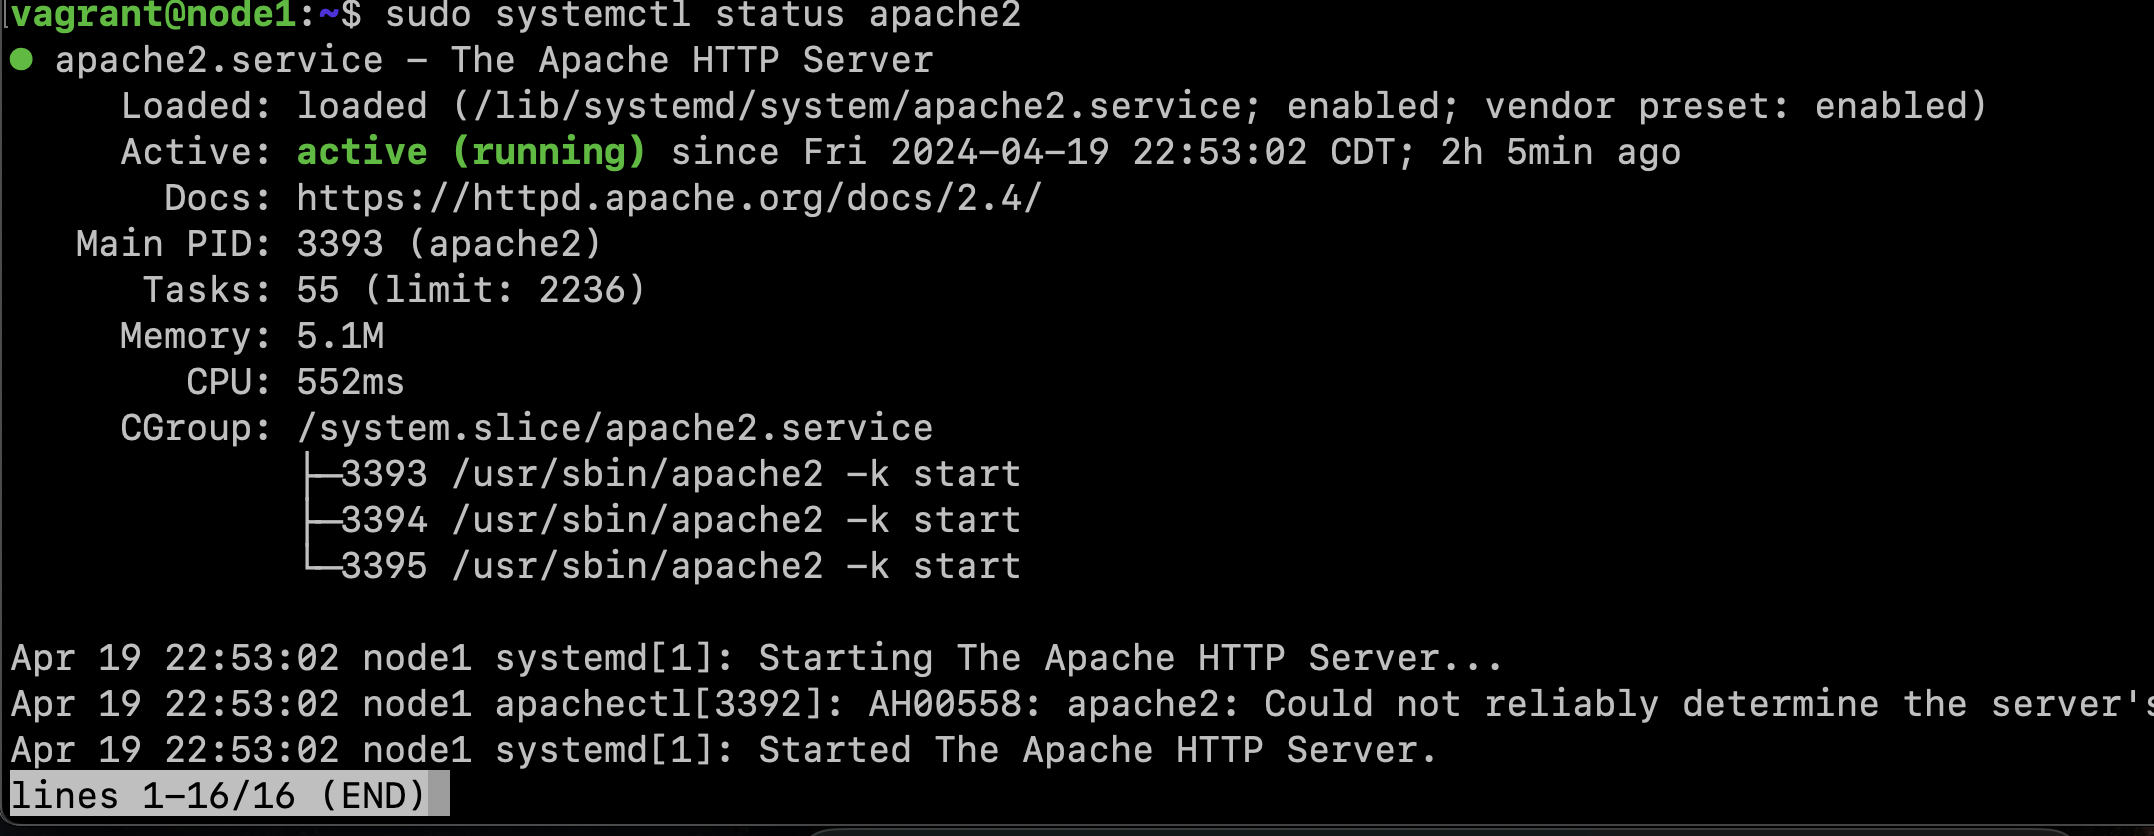 vagrant@node1:~$ sudo systemctl status apache2
● apache2.service – The Apache HTTP Server
     Loaded: loaded (/lib/systemd/system/apache2.service; enabled; vendor preset: enabled)
     Active: active (running) since Fri 2024-04-19 22:53:02 CDT; 2h 5min ago
       Docs: https://httpd.apache.org/docs/2.4/
   Main PID: 3393 (apache2)
      Tasks: 55 (limit: 2236)
     Memory: 5.1M
        CPU: 552ms
     CGroup: /system.slice/apache2.service
             ├─3393 /usr/sbin/apache2 -k start
             ├─3394 /usr/sbin/apache2 -k start
             └─3395 /usr/sbin/apache2 -k start

Apr 19 22:53:02 node1 systemd[1]: Starting The Apache HTTP Server...
Apr 19 22:53:02 node1 apachectl[3392]: AH00558: apache2: Could not reliably determine the server's
Apr 19 22:53:02 node1 systemd[1]: Started The Apache HTTP Server.
lines 1-16/16 (END)